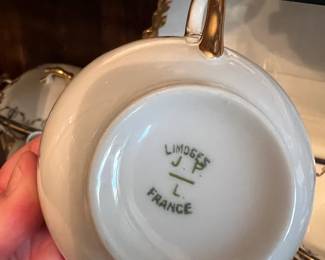 LIMOGES
J. P.
L.
FRANCE